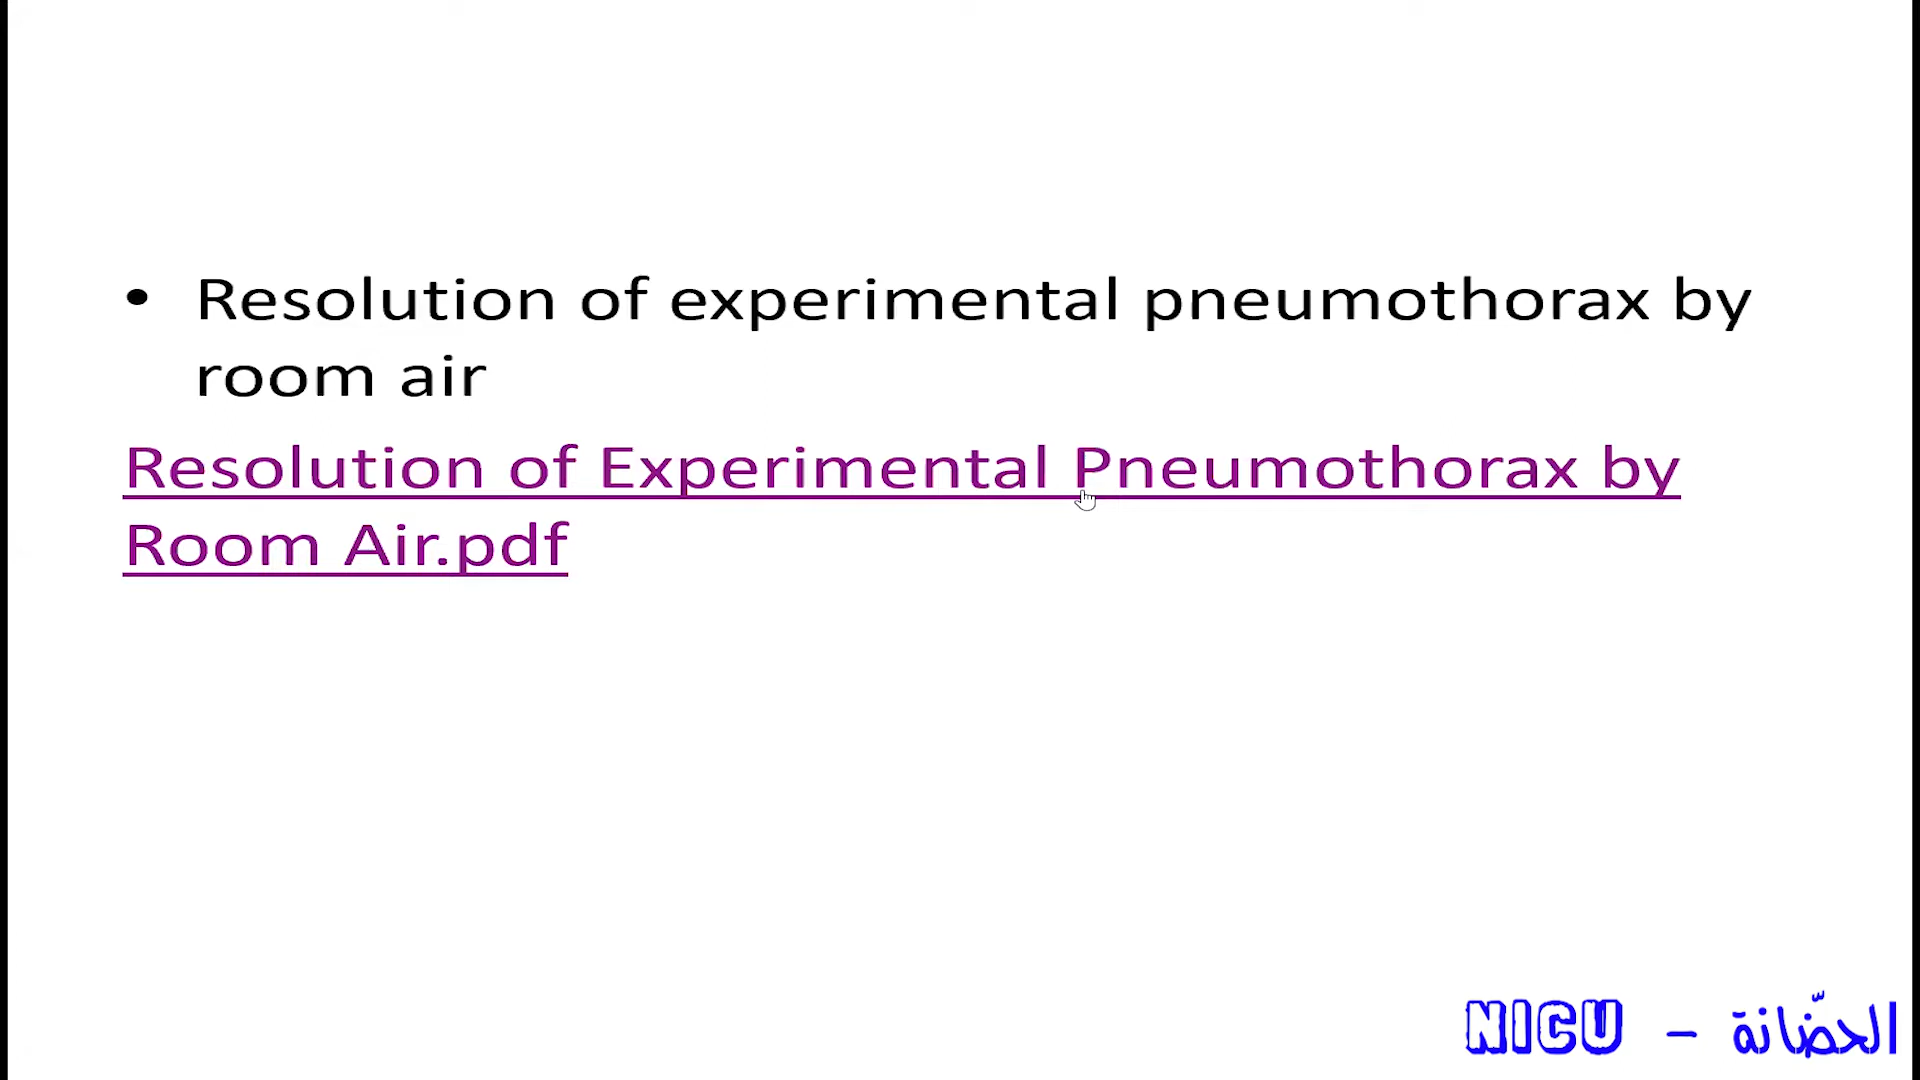 • Resolution of experimental pneumothorax by
room air
Resolution of Experimental Pneumothorax by
Room Air.pdf
NICU - الحضّانة